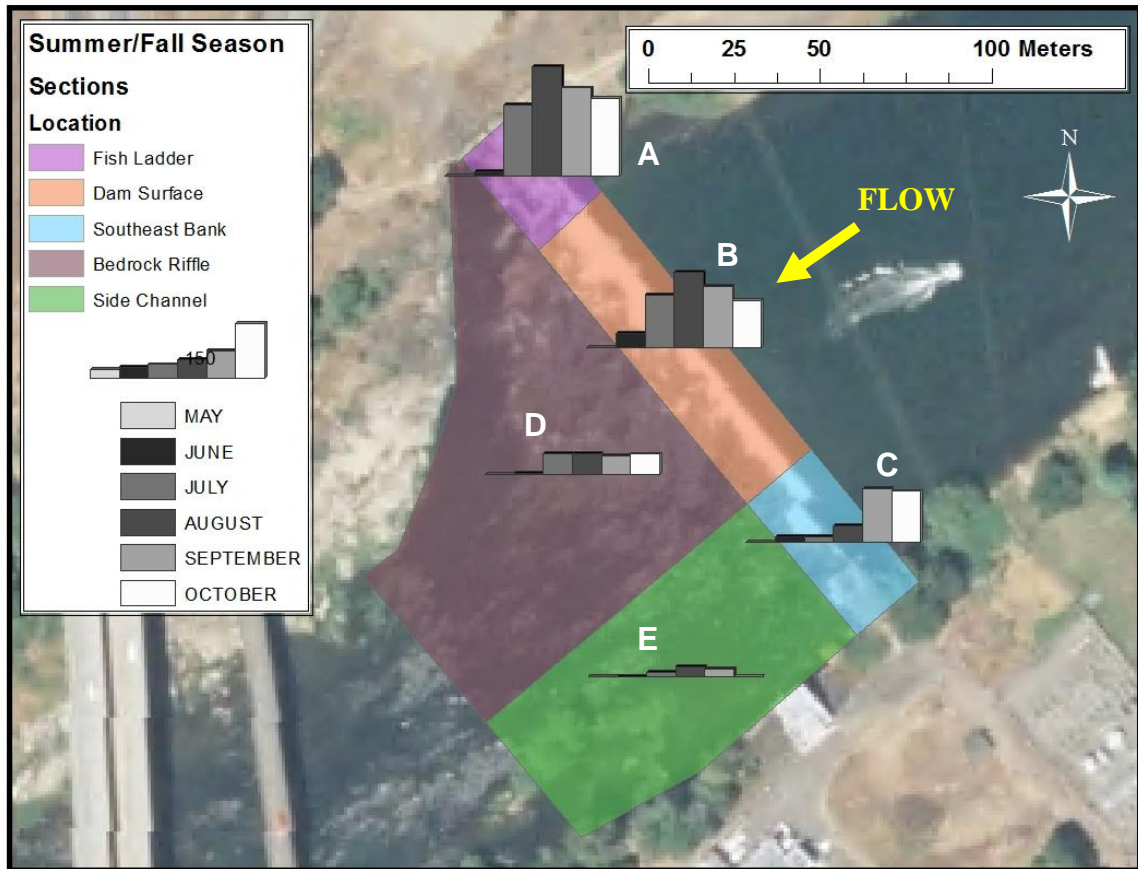 Summer/Fall Season
Sections
Location
Fish Ladder
Dam Surface
Southeast Bank
Bedrock Riffle
Side Channel
150
MAY
JUNE
JULY
AUGUST
SEPTEMBER
OCTOBER
0 25 50 100 Meters
N
FLOW
A
B
C
D
E